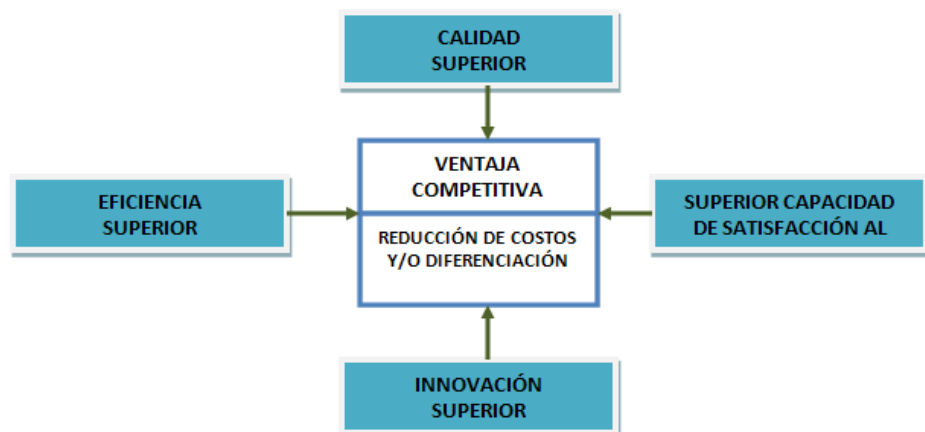 CALIDAD
SUPERIOR
VENTAJA
COMPETITIVA
EFICIENCIA
SUPERIOR
SUPERIOR CAPACIDAD
DE SATISFACCIÓN AL
REDUCCIÓN DE COSTOS
Y/O DIFERENCIACIÓN
INNOVACIÓN
SUPERIOR